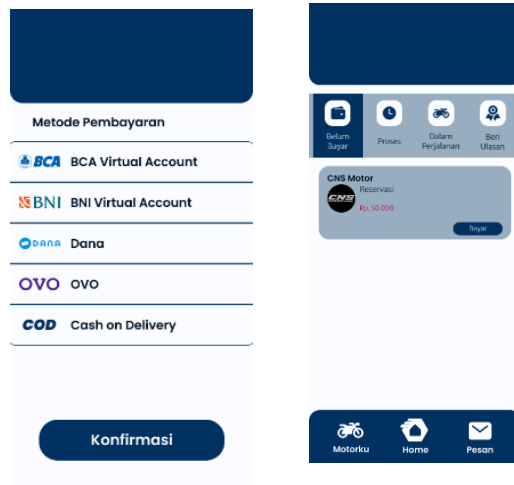 Metode Pembayaran
BCA BCA Virtual Account
BNI BNI Virtual Account
DANA Dana
OVO OVO
COD Cash on Delivery
Konfirmasi
Belum Bayar
Proses
Dalam Perjalanan
Beri Ulasan
CNS Motor
CNS
Reservasi
Rp. 50.000
Bayar
Motorku
Home
Pesan